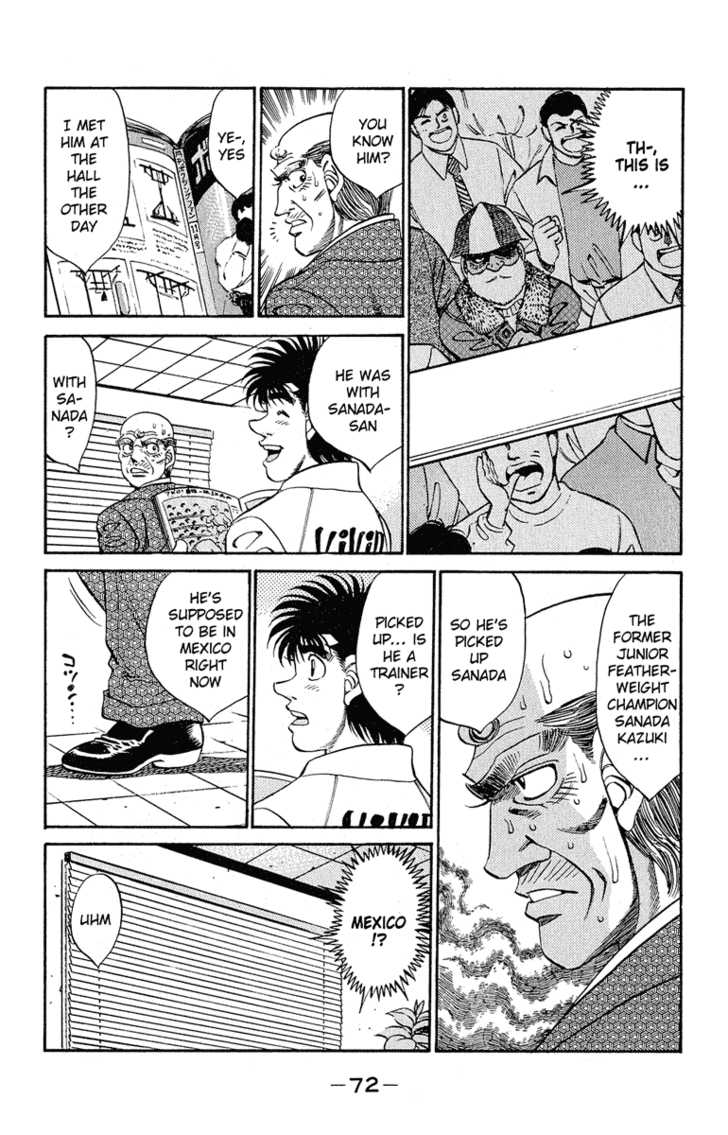 TH-,
THIS IS
...
YOU
KNOW
HIM?
YE-,
YES
I MET
HIM AT
THE
HALL
THE
OTHER
DAY
HE WAS
WITH
SANADA-
SAN
WITH
SA-
NADA
?
THE
FORMER
JUNIOR
FEATHER-
WEIGHT
CHAMPION
SANADA
KAZUKI
...
SO HE'S
PICKED
UP
SANADA
PICKED
UP... IS
HE A
TRAINER
?
HE'S
SUPPOSED
TO BE IN
MEXICO
RIGHT
NOW
MEXICO
!?
UHM
-72-